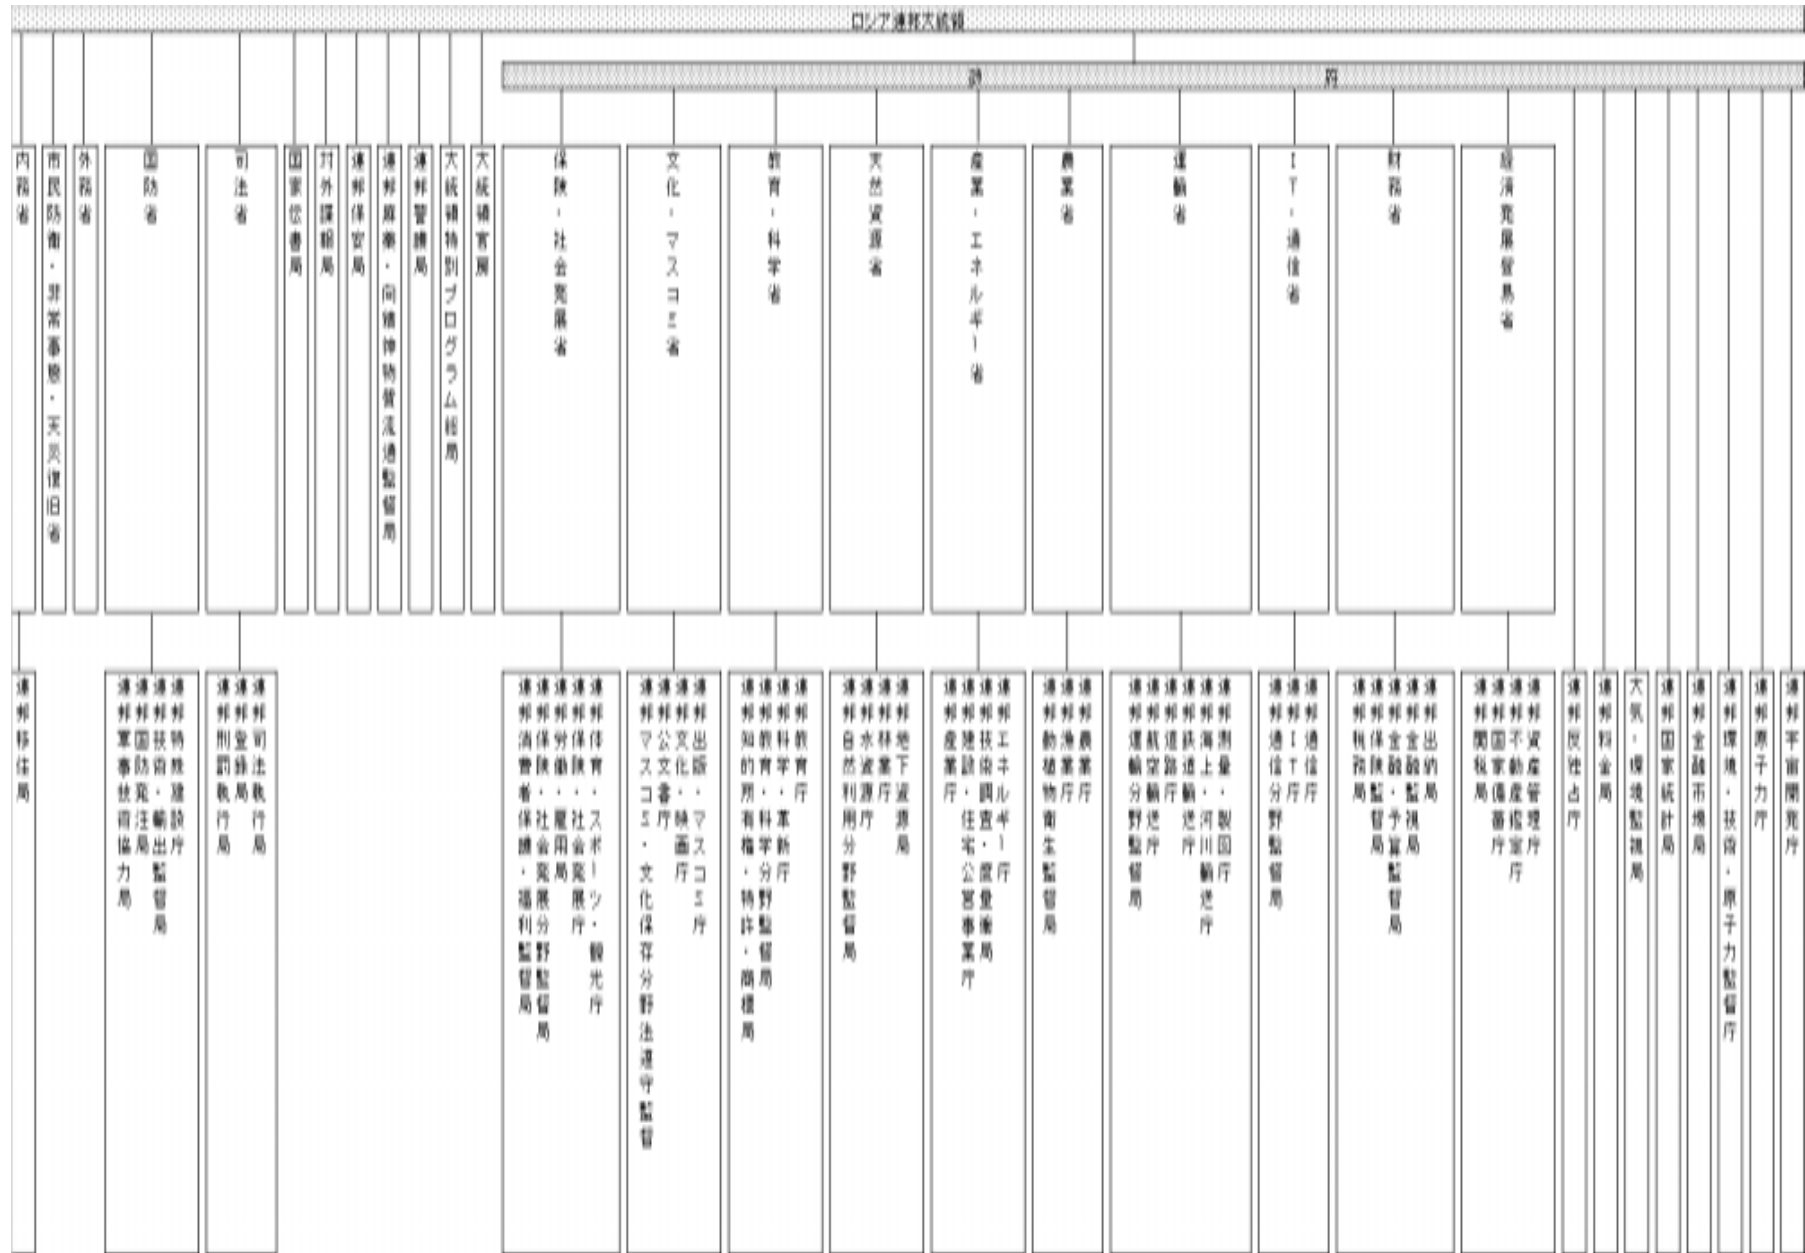 ロシア連邦大統領
政府
内務省
市民防衛・非常事態・天災復旧省
外務省
国防省
司法省
国家伝書局
対外諜報局
連邦保安局
連邦麻薬・向精神物質流通監督局
連邦警護局
大統領特別プログラム総局
大統領官房
保険・社会発展省
文化・マスコミ省
教育・科学省
天然資源省
産業・エネルギー省
農業省
運輸省
IT・通信省
財務省
経済発展貿易省
連邦移住局
連邦特殊建設庁
連邦技術・輸出監督局
連邦国防発注局
連邦軍事技術協力局
連邦司法執行局
連邦登録局
連邦刑罰執行局
連邦体育・スポーツ・観光庁
連邦保険・社会発展庁
連邦労働・雇用局
連邦保険・社会発展分野監督局
連邦消費者保護・福利監督局
連邦出版・マスコミ庁
連邦文化・映画庁
連邦公文書庁
連邦マスコミ・文化保存分野法遵守監督
連邦教育庁
連邦科学・革新庁
連邦教育・科学分野監督局
連邦知的所有権・特許・商標局
連邦地下資源局
連邦林業庁
連邦水資源庁
連邦自然利用分野監督局
連邦エネルギー庁
連邦技術調査・度量衡局
連邦建設・住宅公営事業庁
連邦産業庁
連邦農業庁
連邦漁業庁
連邦動植物衛生監督局
連邦測量・製図庁
連邦海上・河川輸送庁
連邦鉄道輸送庁
連邦道路庁
連邦航空輸送庁
連邦運輸分野監督局
連邦通信庁
連邦IT庁
連邦通信分野監督局
連邦出納局
連邦金融監視局
連邦金融・予算監督局
連邦保険監督局
連邦税務局
連邦資産管理庁
連邦不動産鑑定庁
連邦国家備蓄庁
連邦関税局
連邦反独占庁
連邦料金局
大気・環境監視局
連邦国家統計局
連邦金融市場局
連邦環境・技術・原子力監督庁
連邦原子力庁
連邦宇宙開発庁